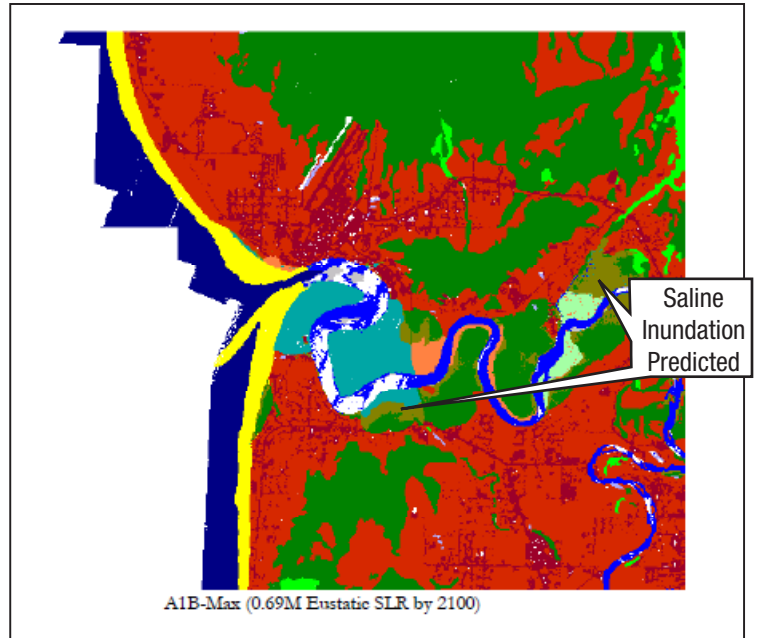 Saline
Inundation
Predicted
A1B-Max (0.69M Eustatic SLR by 2100)